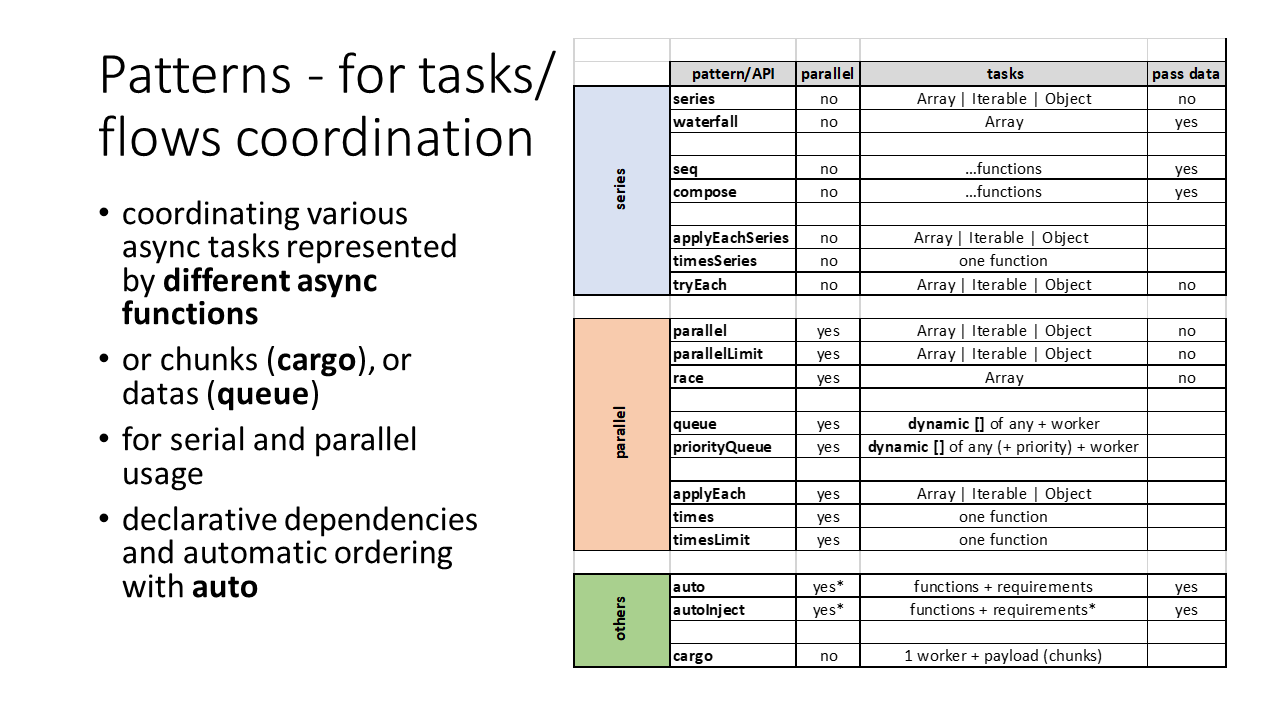 Patterns - for tasks/
flows coordination
• coordinating various
async tasks represented
by different async
functions
• or chunks (cargo), or
datas (queue)
• for serial and parallel
usage
• declarative dependencies
and automatic ordering
with auto
pattern/API parallel tasks pass data
series
series no Array | Iterable | Object no
waterfall no Array yes
seq no ...functions yes
compose no ...functions yes
applyEachSeries no Array | Iterable | Object
timesSeries no one function
tryEach no Array | Iterable | Object no
parallel
parallel yes Array | Iterable | Object no
parallelLimit yes Array | Iterable | Object no
race yes Array no
queue yes dynamic [] of any + worker
priorityQueue yes dynamic [] of any (+ priority) + worker
applyEach yes Array | Iterable | Object
times yes one function
timesLimit yes one function
others
auto yes* functions + requirements yes
autoInject yes* functions + requirements* yes
cargo no 1 worker + payload (chunks)